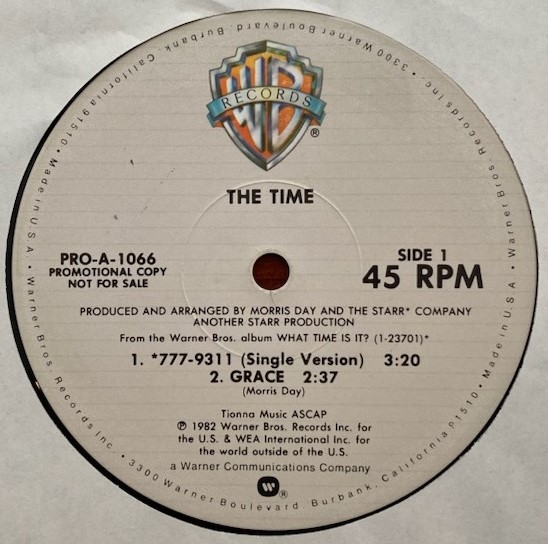 WB
RECORDS
®
THE TIME
PRO-A-1066
PROMOTIONAL COPY
NOT FOR SALE
SIDE 1
45 RPM
PRODUCED AND ARRANGED BY MORRIS DAY AND THE STARR* COMPANY
ANOTHER STARR PRODUCTION
From the Warner Bros. album WHAT TIME IS IT? (1-23701)*
1. *777-9311 (Single Version) 3:20
2. GRACE 2:37
(Morris Day)
Tionna Music ASCAP
℗ 1982 Warner Bros. Records Inc. for
the U.S. & WEA International Inc. for
the world outside of the U.S.
a Warner Communications Company
W ®
Warner Bros. Records Inc. • 3300 Warner Boulevard, Burbank, California 91510 • Made in U.S.A. •
Warner Bros. Records Inc. • 3300 Warner Boulevard, Burbank, California 91510 • Made in U.S.A. •